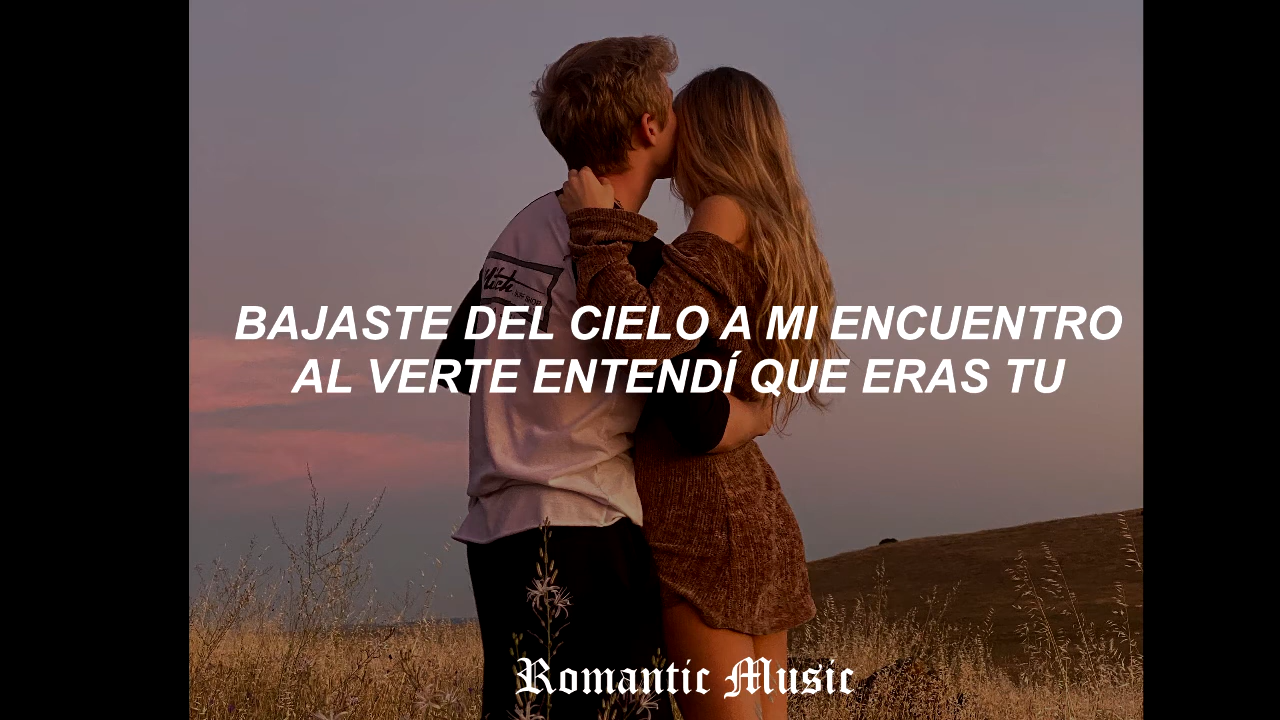 BAJASTE DEL CIELO A MI ENCUENTRO
AL VERTE ENTENDÍ QUE ERAS TU
Romantic Music